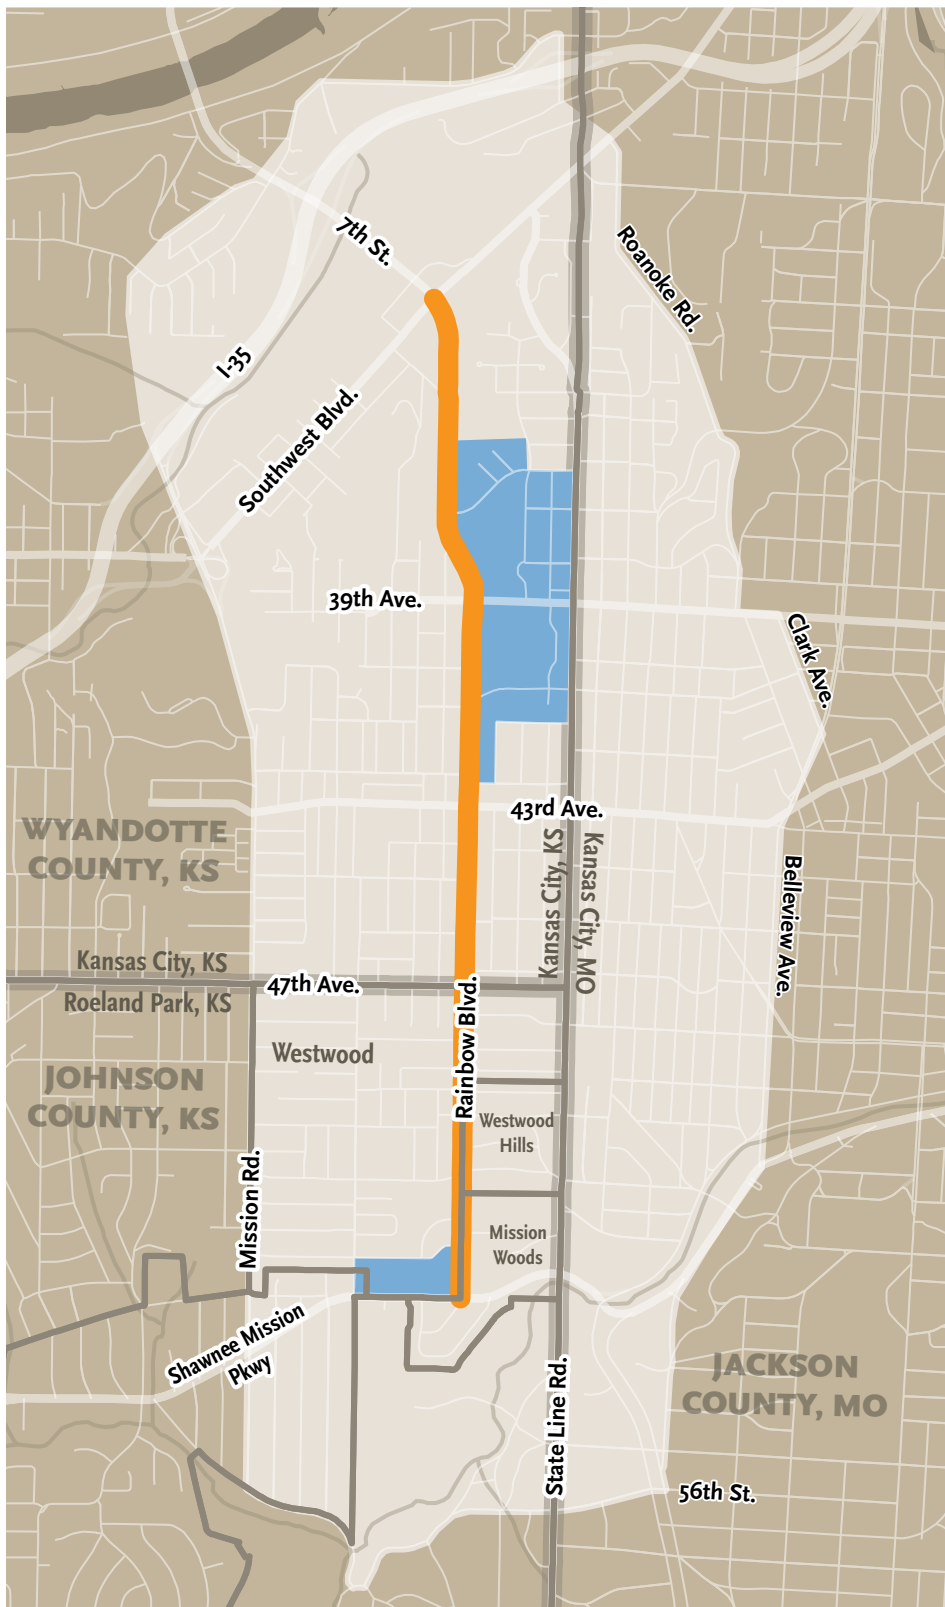 7th St.
Roanoke Rd.
I-35
Southwest Blvd.
39th Ave.
Clark Ave.
43rd Ave.
WYANDOTTE
COUNTY, KS
Kansas City, KS
Kansas City, MO
Belleview Ave.
Kansas City, KS
47th Ave.
Roeland Park, KS
Rainbow Blvd.
Westwood
JOHNSON
COUNTY, KS
Westwood
Hills
Mission Rd.
Mission
Woods
Shawnee Mission
Pkwy
State Line Rd.
JACKSON
COUNTY, MO
56th St.